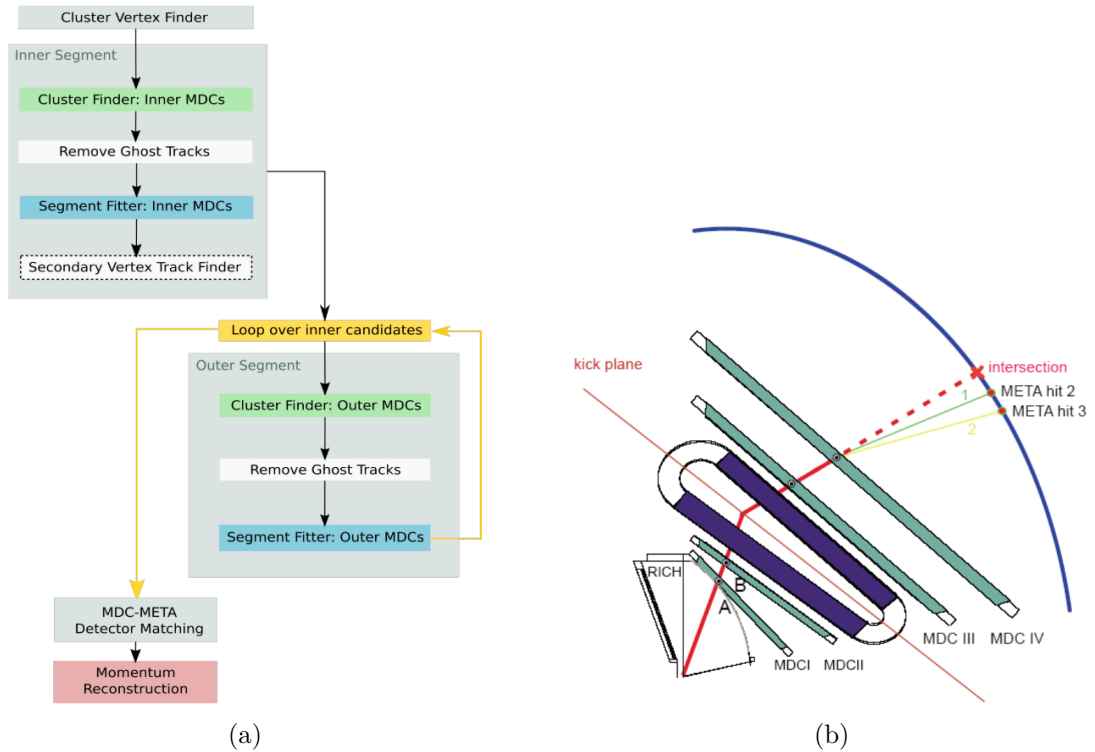 Cluster Vertex Finder
Inner Segment
Cluster Finder: Inner MDCs
Remove Ghost Tracks
Segment Fitter: Inner MDCs
Secondary Vertex Track Finder
Loop over inner candidates
Outer Segment
Cluster Finder: Outer MDCs
Remove Ghost Tracks
Segment Fitter: Outer MDCs
MDC-META
Detector Matching
Momentum
Reconstruction
(a)
kick plane
intersection
META hit 2
1
META hit 3
2
RICH
B
A
MDCI
MDCII
MDC III
MDC IV
(b)